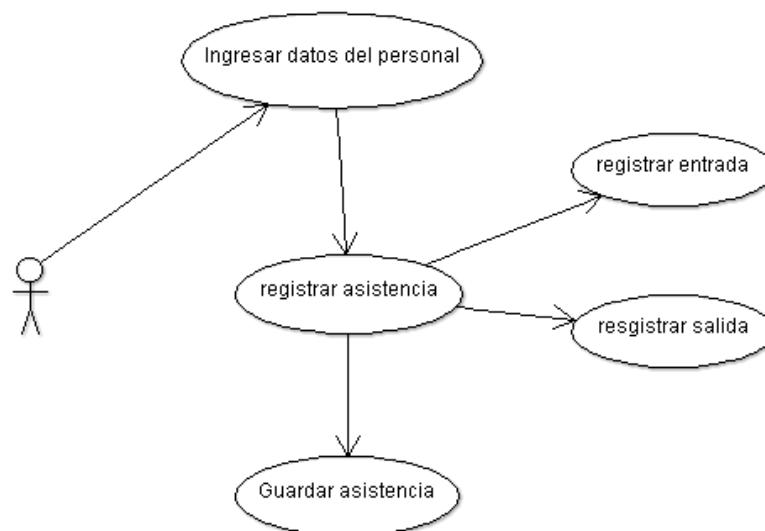 Ingresar datos del personal
registrar entrada
registrar asistencia
resgistrar salida
Guardar asistencia